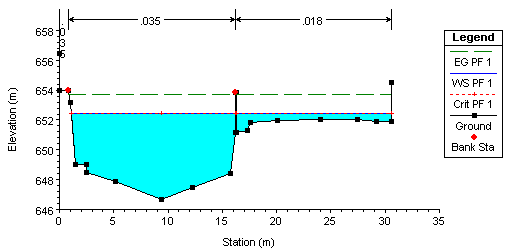 .035
.018
.035
Elevation (m)
658
656
654
652
650
648
646
0
5
10
15
20
25
30
35
Station (m)
Legend
EG PF 1
WS PF 1
Crit PF 1
Ground
Bank Sta